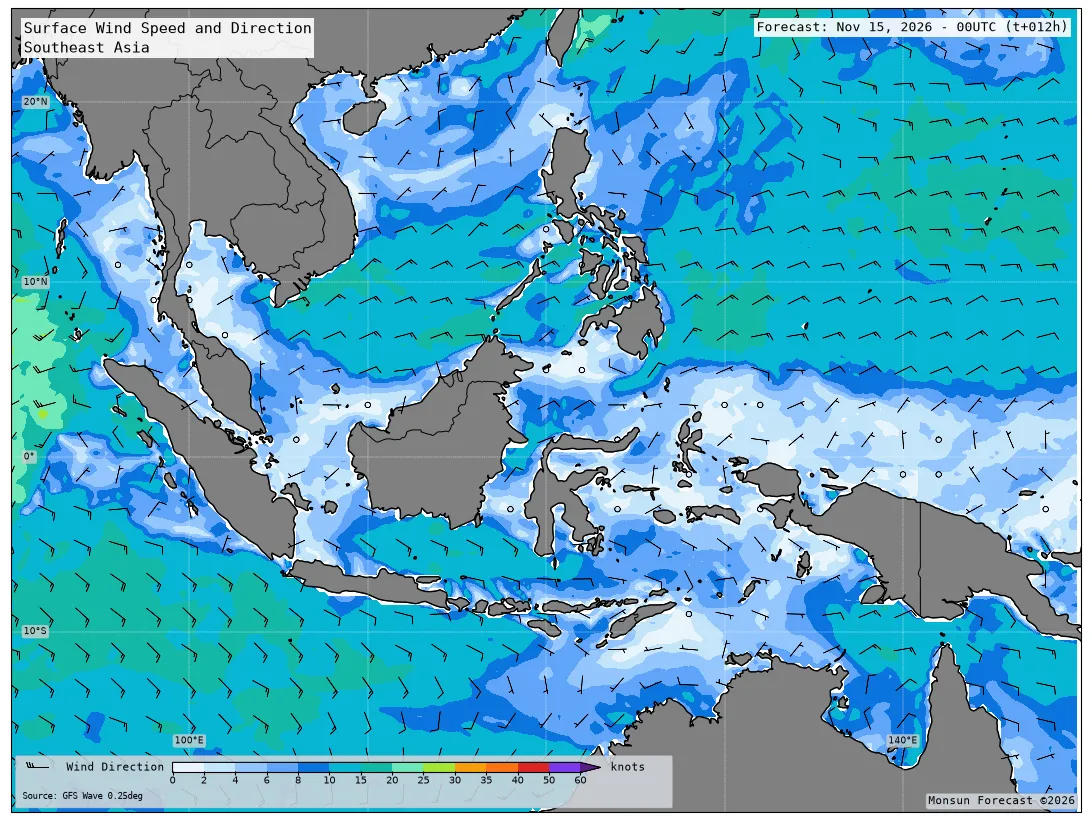 Surface Wind Speed and Direction
Southeast Asia
Forecast: Nov 15, 2026 - 00UTC (t+012h)
20°N
10°N
0°
10°S
100°E
140°E
Wind Direction
0 2 4 6 8 10 15 20 25 30 35 40 50 60
knots
Source: GFS Wave 0.25deg
Monsun Forecast ©2026